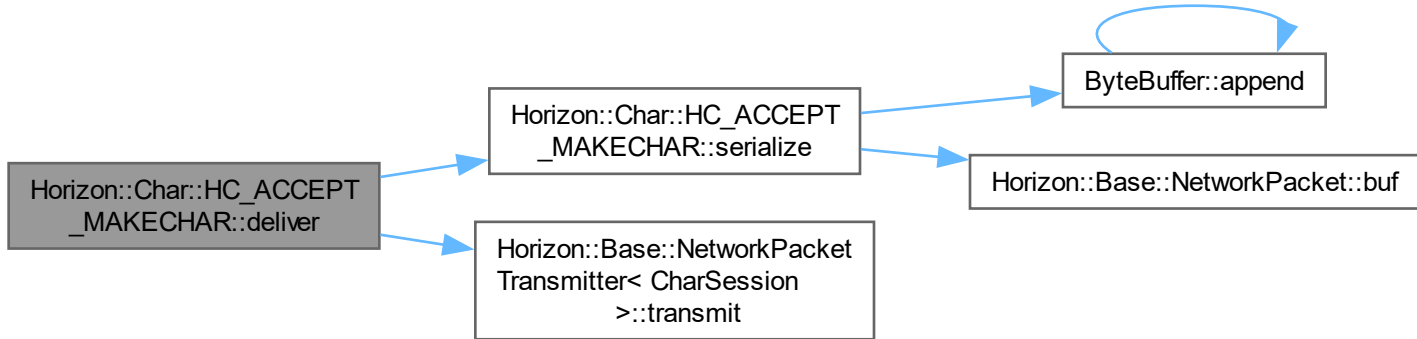 Horizon::Char::HC_ACCEPT
_MAKECHAR::deliver
Horizon::Char::HC_ACCEPT
_MAKECHAR::serialize
ByteBuffer::append
Horizon::Base::NetworkPacket::buf
Horizon::Base::NetworkPacket
Transmitter< CharSession
>::transmit